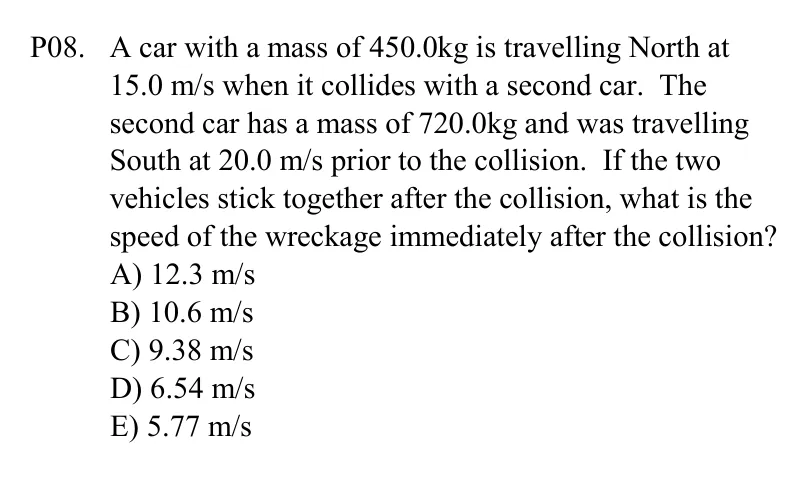 P08. A car with a mass of 450.0kg is travelling North at
15.0 m/s when it collides with a second car. The
second car has a mass of 720.0kg and was travelling
South at 20.0 m/s prior to the collision. If the two
vehicles stick together after the collision, what is the
speed of the wreckage immediately after the collision?
A) 12.3 m/s
B) 10.6 m/s
C) 9.38 m/s
D) 6.54 m/s
E) 5.77 m/s